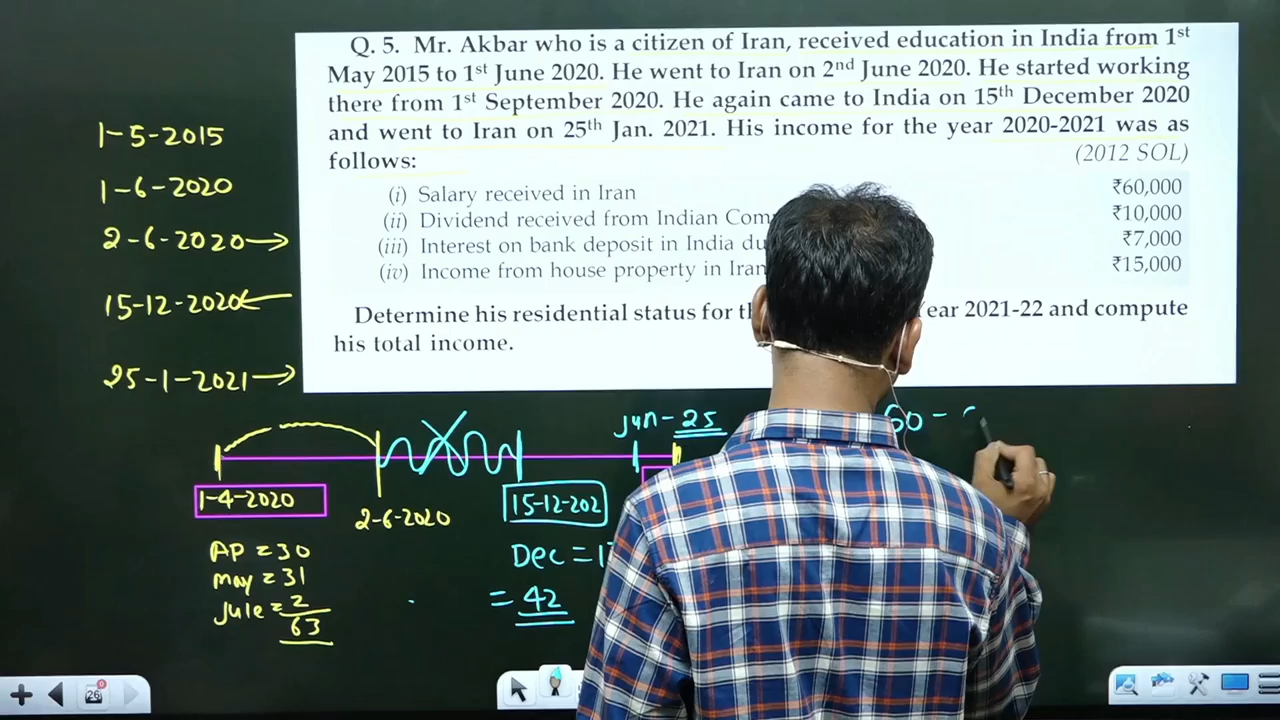 Q. 5. Mr. Akbar who is a citizen of Iran, received education in India from 1st
May 2015 to 1st June 2020. He went to Iran on 2nd June 2020. He started working
there from 1st September 2020. He again came to India on 15th December 2020
and went to Iran on 25th Jan. 2021. His income for the year 2020-2021 was as
follows:
(2012 SOL)
(i) Salary received in Iran ₹60,000
(ii) Dividend received from Indian ₹10,000
(iii) Interest on bank deposit in India ₹7,000
(iv) Income from house property in Iran ₹15,000
Determine his residential status for 2021-22 and compute
his total income.
1-5-2015
1-6-2020
2-6-2020→
15-12-2020←
25-1-2021→
1-4-2020
2-6-2020
15-12-202
Jun-25
60-
AP = 30
may = 31
Jule = 2
63
Dec =
= 42
26